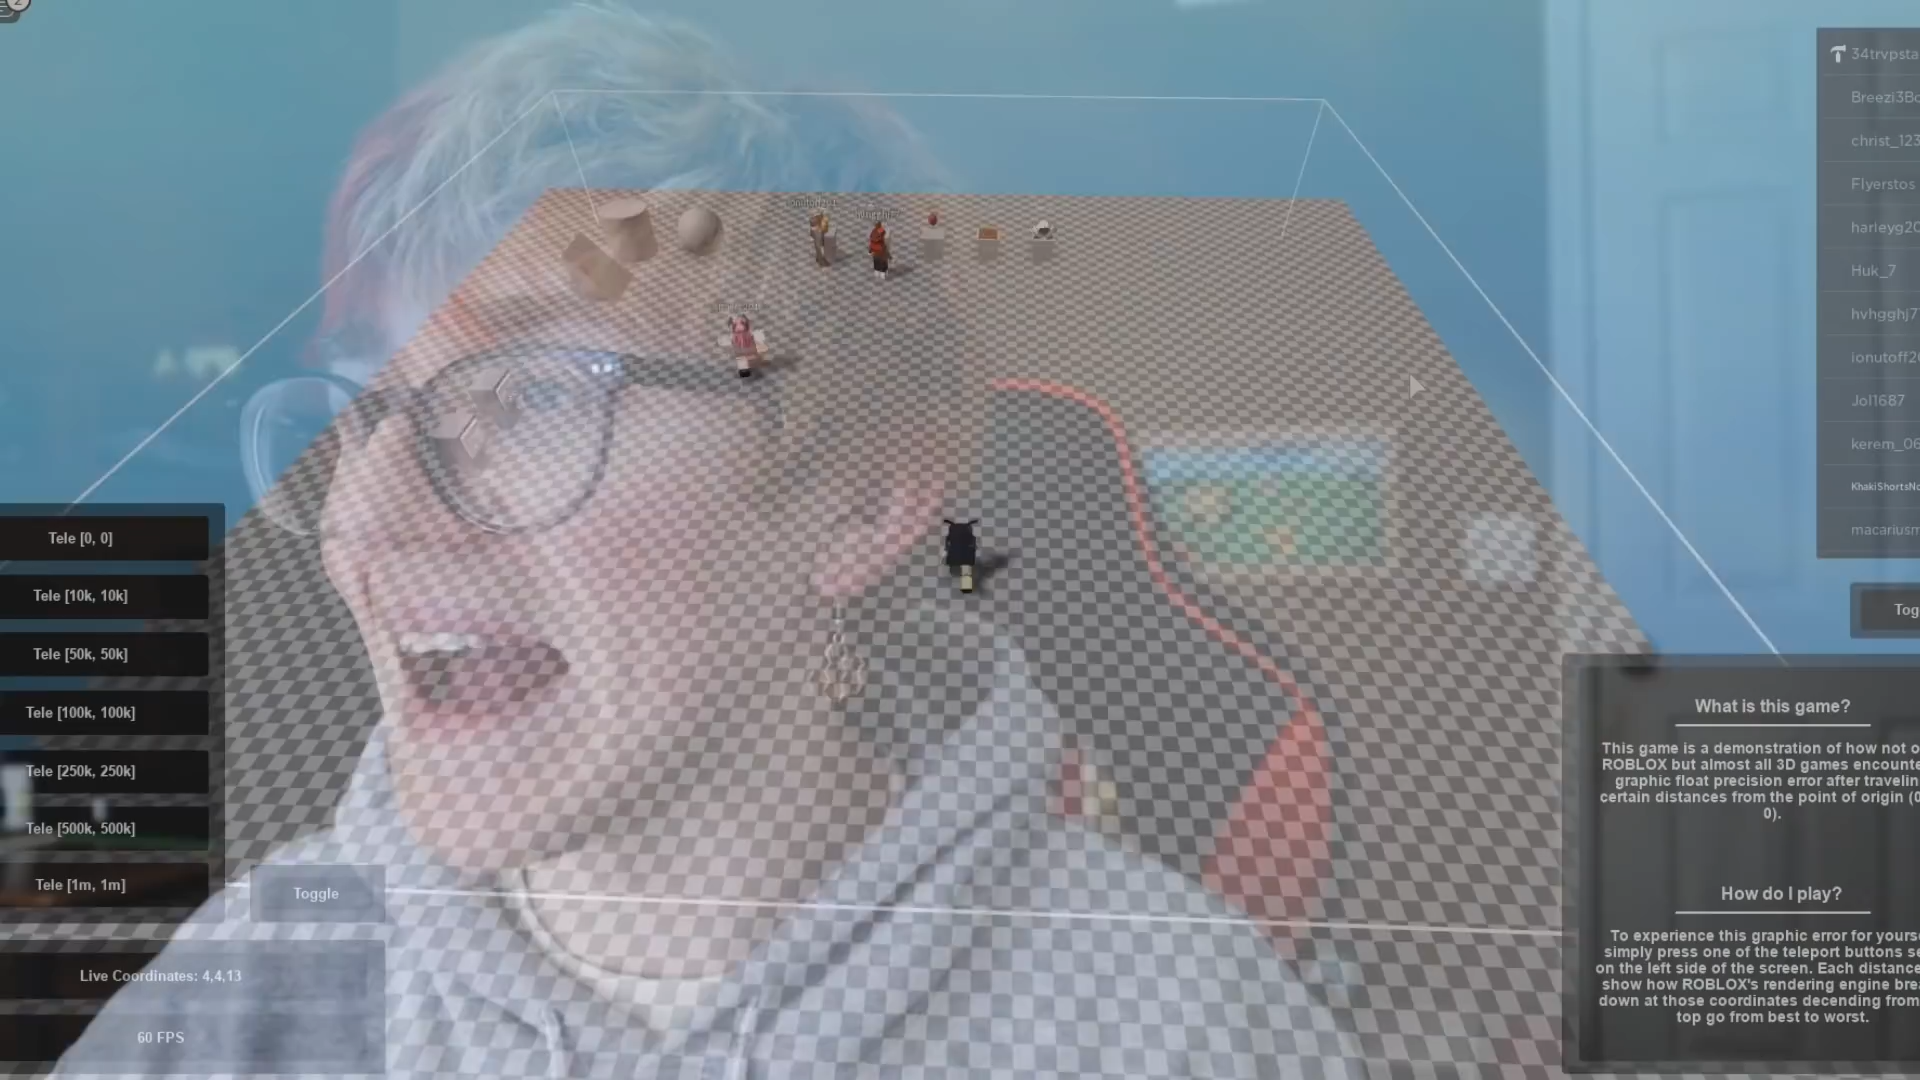 2
34trvpsta
Breezi3Bo
christ_123
Flyerstos
harleyg20
Huk_7
hvhgghj7
ionutoff20
Jol1687
kerem_06
KhakiShortsNo
macariusm
Tele [0, 0]
Tele [10k, 10k]
Tele [50k, 50k]
Tele [100k, 100k]
Tele [250k, 250k]
Tele [500k, 500k]
Tele [1m, 1m]
Toggle
Live Coordinates: 4,4,13
60 FPS
Tog
What is this game?
This game is a demonstration of how not o
ROBLOX but almost all 3D games encounte
graphic float precision error after travelin
certain distances from the point of origin (0
0).
How do I play?
To experience this graphic error for yourse
simply press one of the teleport buttons se
on the left side of the screen. Each distance
show how ROBLOX's rendering engine brea
down at those coordinates decending from
top go from best to worst.